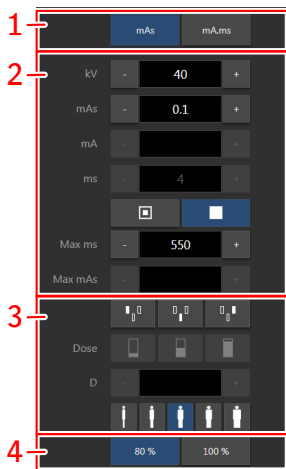 1
mAs mA,ms
2
kV - 40 +
mAs - 0.1 +
mA - +
ms - 4 +
Max ms - 550 +
Max mAs - +
3
Dose
D - +
4
80 % 100 %